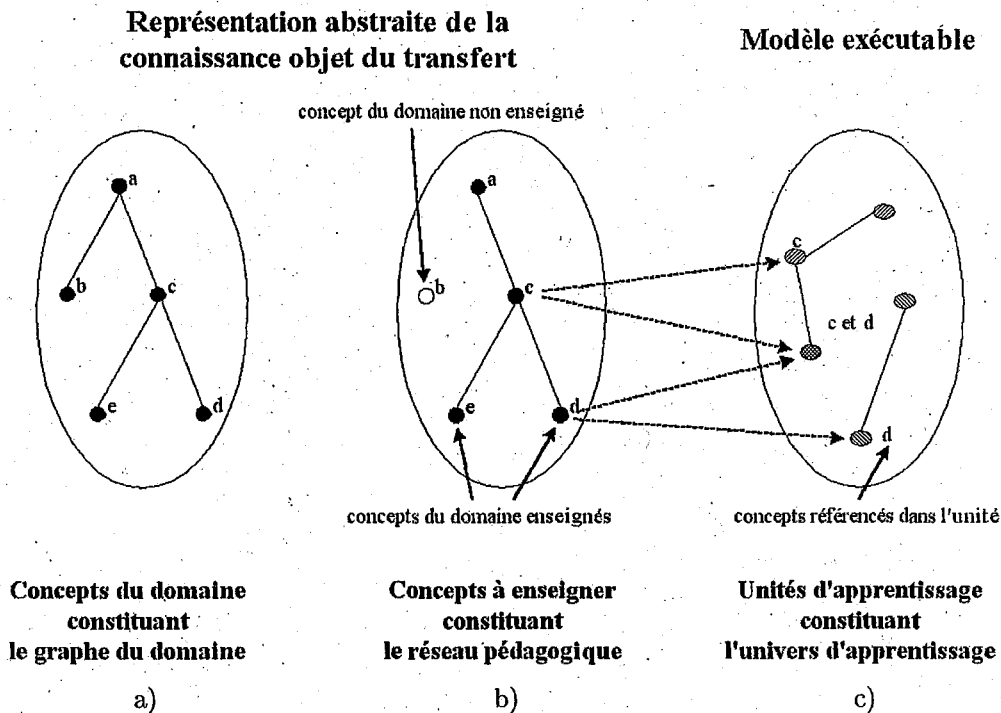 Représentation abstraite de la
connaissance objet du transfert
Modèle exécutable
concept du domaine non enseigné
a
b
c
e
d
a
b
c
e
d
c
c et d
d
concepts du domaine enseignés
concepts référencés dans l'unité
Concepts du domaine
constituant
le graphe du domaine
Concepts à enseigner
constituant
le réseau pédagogique
Unités d'apprentissage
constituant
l'univers d'apprentissage
a)
b)
c)